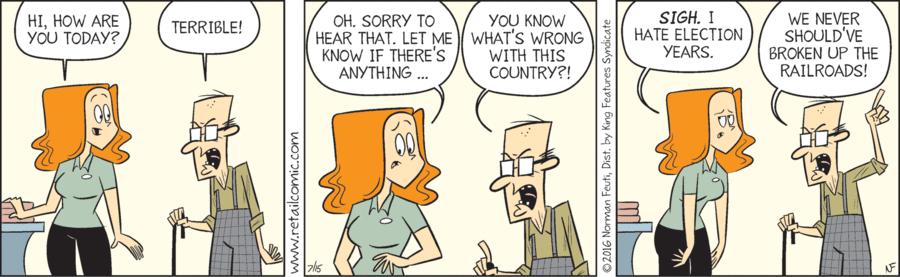 HI, HOW ARE
YOU TODAY?
TERRIBLE!
www.retailcomic.com
OH. SORRY TO
HEAR THAT. LET ME
KNOW IF THERE'S
ANYTHING ...
YOU KNOW
WHAT'S WRONG
WITH THIS
COUNTRY?!
7/15
©2016 Norman Feuti, Dist. by King Features Syndicate
SIGH. I
HATE ELECTION
YEARS.
WE NEVER
SHOULD'VE
BROKEN UP THE
RAILROADS!
NF